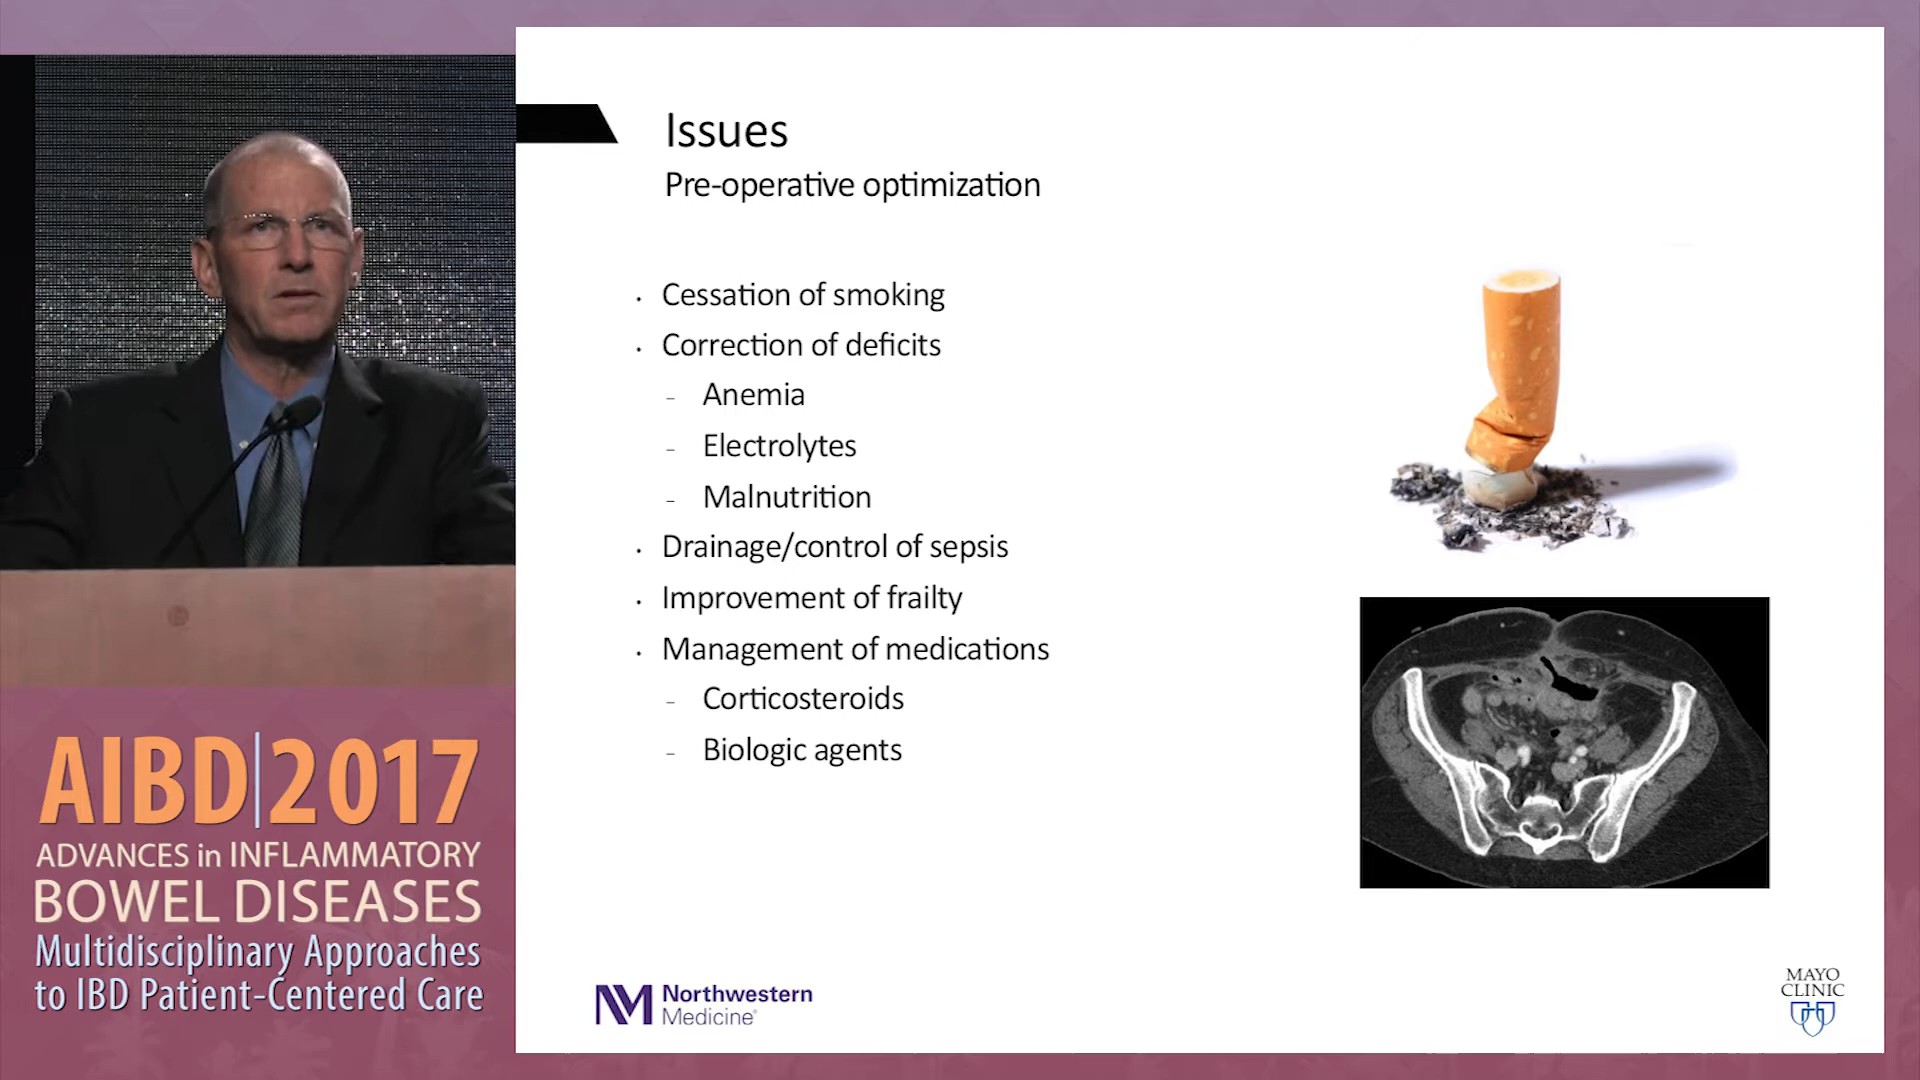 Issues
Pre-operative optimization
• Cessation of smoking
• Correction of deficits
- Anemia
- Electrolytes
- Malnutrition
• Drainage/control of sepsis
• Improvement of frailty
• Management of medications
- Corticosteroids
- Biologic agents
AIBD|2017
ADVANCES in INFLAMMATORY
BOWEL DISEASES
Multidisciplinary Approaches
to IBD Patient-Centered Care
NM Northwestern
Medicine®
MAYO
CLINIC